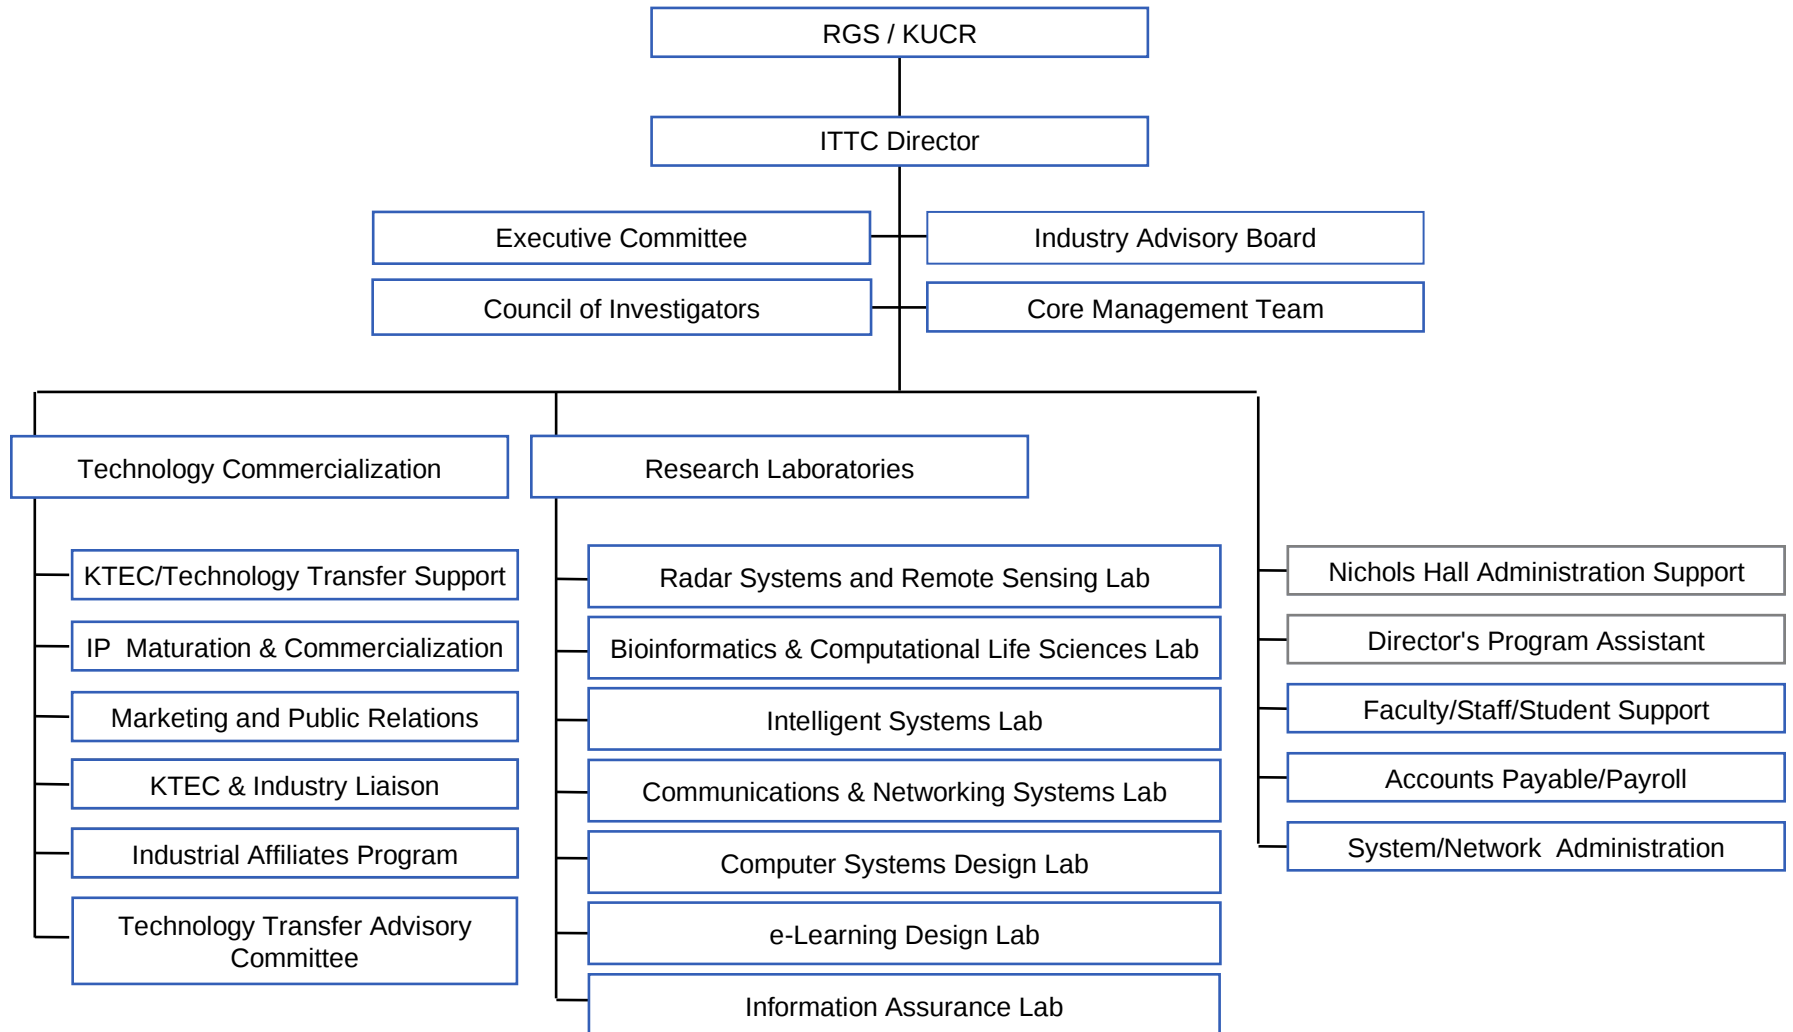 RGS / KUCR
ITTC Director
Executive Committee
Industry Advisory Board
Council of Investigators
Core Management Team
Technology Commercialization
KTEC/Technology Transfer Support
IP  Maturation & Commercialization
Marketing and Public Relations
KTEC & Industry Liaison
Industrial Affiliates Program
Technology Transfer Advisory
Committee
Research Laboratories
Radar Systems and Remote Sensing Lab
Bioinformatics & Computational Life Sciences Lab
Intelligent Systems Lab
Communications & Networking Systems Lab
Computer Systems Design Lab
e-Learning Design Lab
Information Assurance Lab
Nichols Hall Administration Support
Director's Program Assistant
Faculty/Staff/Student Support
Accounts Payable/Payroll
System/Network  Administration